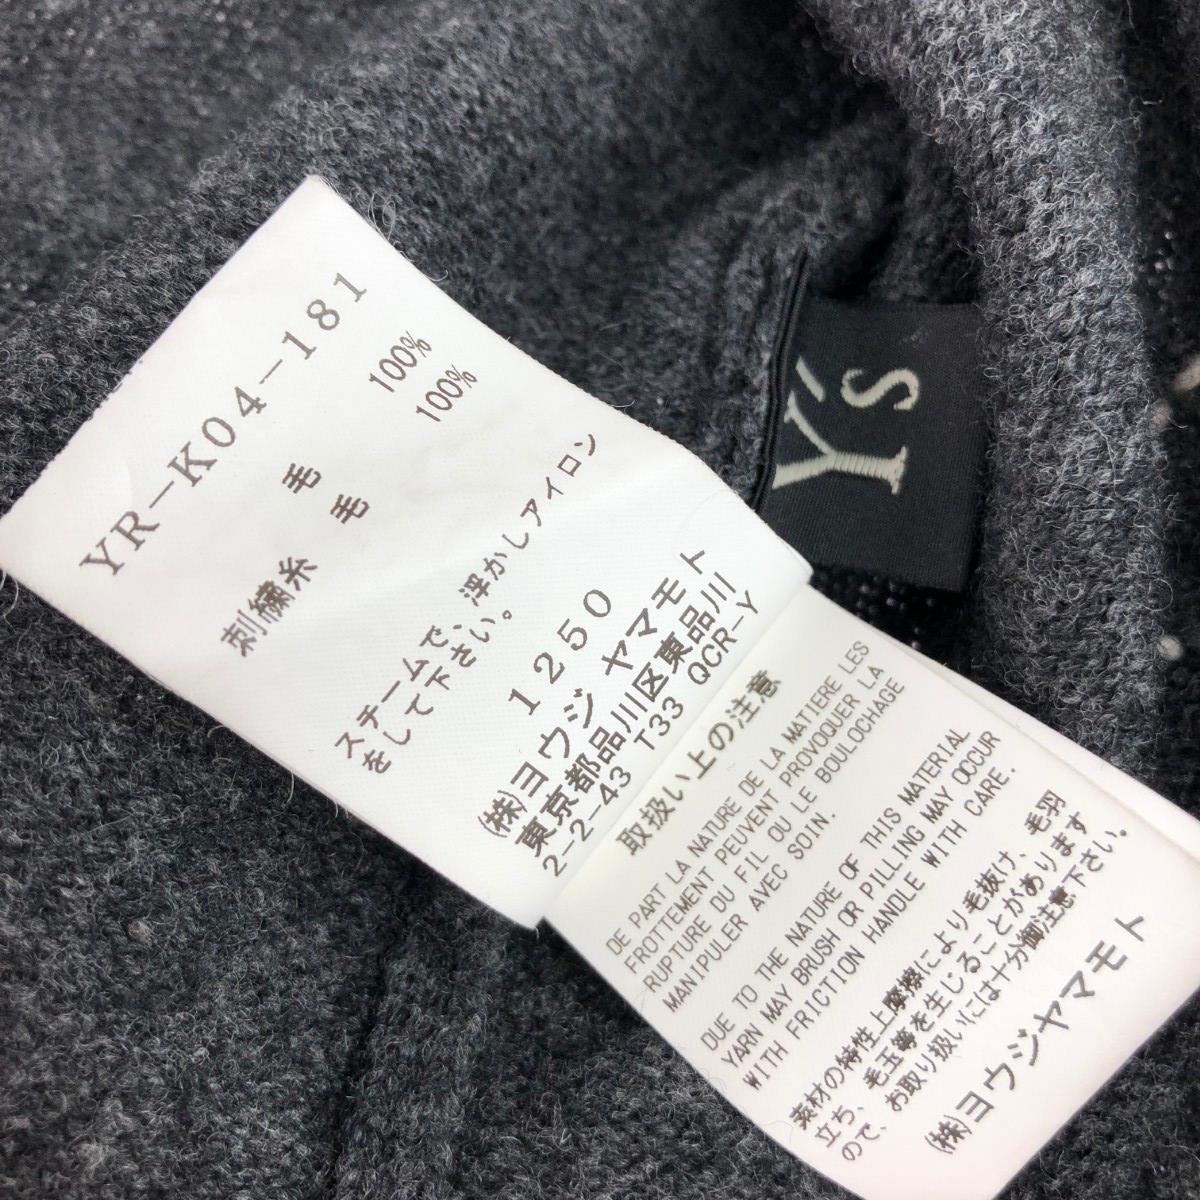 Y's
YR-K04-181
毛 100%
刺繍糸 毛 100%
スチームで、浮かしアイロン
をして下さい。
1250
(株)ヨウジ ヤマモト
東京都品川区東品川
2-2-43 T33 QCR-Y
取扱い上の注意
DE PART LA NATURE DE LA MATIERE LES
FROTTEMENT PEUVENT PROVOQUER LA
RUPTURE DU FIL OU LE BOULOCHAGE
MANIPULER AVEC SOIN.
DUE TO THE NATURE OF THIS MATERIAL
YARN MAY BRUSH OR PILLING MAY OCCUR
WITH FRICTION HANDLE WITH CARE.
素材の特性上摩擦により毛抜け、毛羽
立ち、毛玉等を生じることがあります
ので、お取り扱いには十分御注意下さい。
(株)ヨウジヤマモト